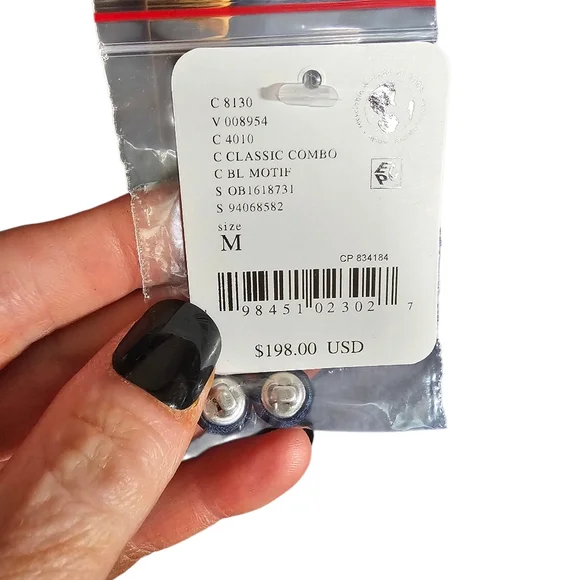 C 8130
V 008954
C 4010
C CLASSIC COMBO
C BL MOTIF
S OB1618731
S 94068582
size
M
CP 834184
98451 02302 7
$198.00 USD